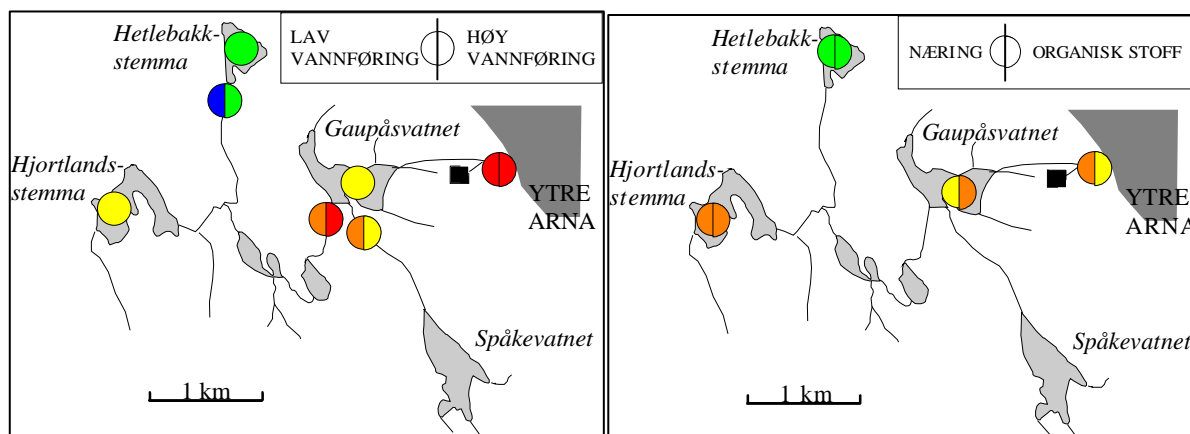 Hetlebakk-
stemma
LAV
VANNFØRING
HØY
VANNFØRING
Gaupåsvatnet
Hjortlands-
stemma
YTRE
ARNA
Spåkevatnet
1 km
Hetlebakk-
stemma
NÆRING
ORGANISK STOFF
Gaupåsvatnet
Hjortlands-
stemma
YTRE
ARNA
Spåkevatnet
1 km